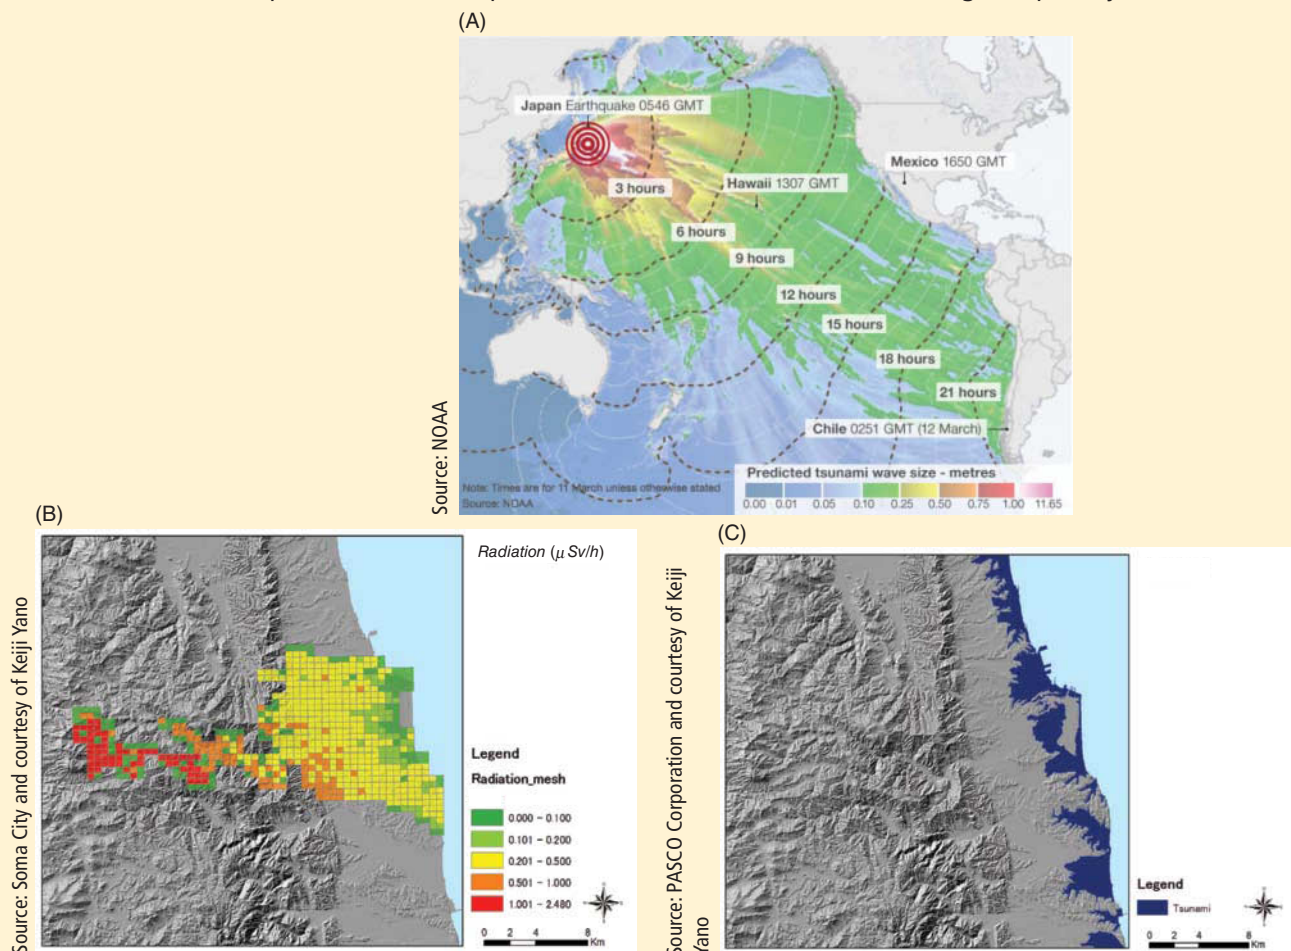 (A)
Japan Earthquake 0546 GMT
Mexico 1650 GMT
Hawaii 1307 GMT
3 hours
6 hours
9 hours
12 hours
15 hours
18 hours
21 hours
Chile 0251 GMT (12 March)
Predicted tsunami wave size - metres
0.00 0.01 0.05 0.10 0.25 0.50 0.75 1.00 11.65
Note: Times are for 11 March unless otherwise stated
Source: NOAA
Source: NOAA
(B)
Radiation (μ Sv/h)
Legend
Radiation_mesh
0.000 - 0.100
0.101 - 0.200
0.201 - 0.500
0.501 - 1.000
1.001 - 2.480
0 2 4 8
Km
Source: Soma City and courtesy of Keiji Yano
(C)
Legend
Tsunami
0 2 4 8
Km
Source: PASCO Corporation and courtesy of Keiji
Yano